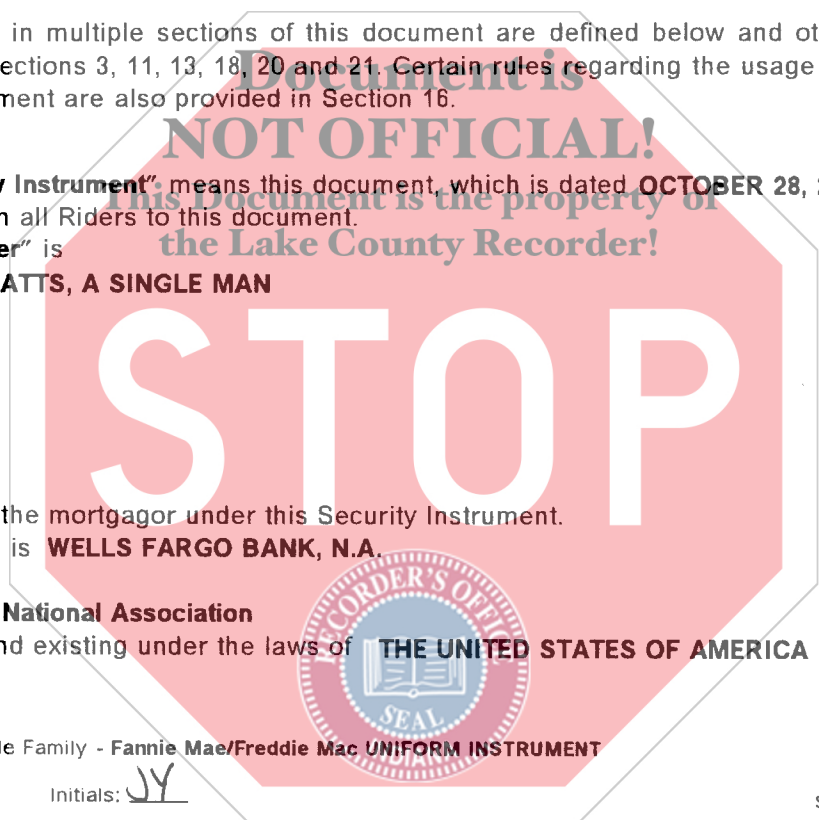 in multiple sections of this document are defined below and ot
ections 3, 11, 13, 18, 20 and 21. Certain rules regarding the usage
ment are also provided in Section 16.
Document is
NOT OFFICIAL!
This Document is the property of
the Lake County Recorder!
Instrument" means this document, which is dated OCTOBER 28,
all Riders to this document.
er" is
ATTS, A SINGLE MAN
STOP
the mortgagor under this Security Instrument.
is WELLS FARGO BANK, N.A.
National Association
nd existing under the laws of THE UNITED STATES OF AMERICA
RECORDER'S OFFIC
SEAL
INDIANA
le Family - Fannie Mae/Freddie Mac UNIFORM INSTRUMENT
Initials: JY